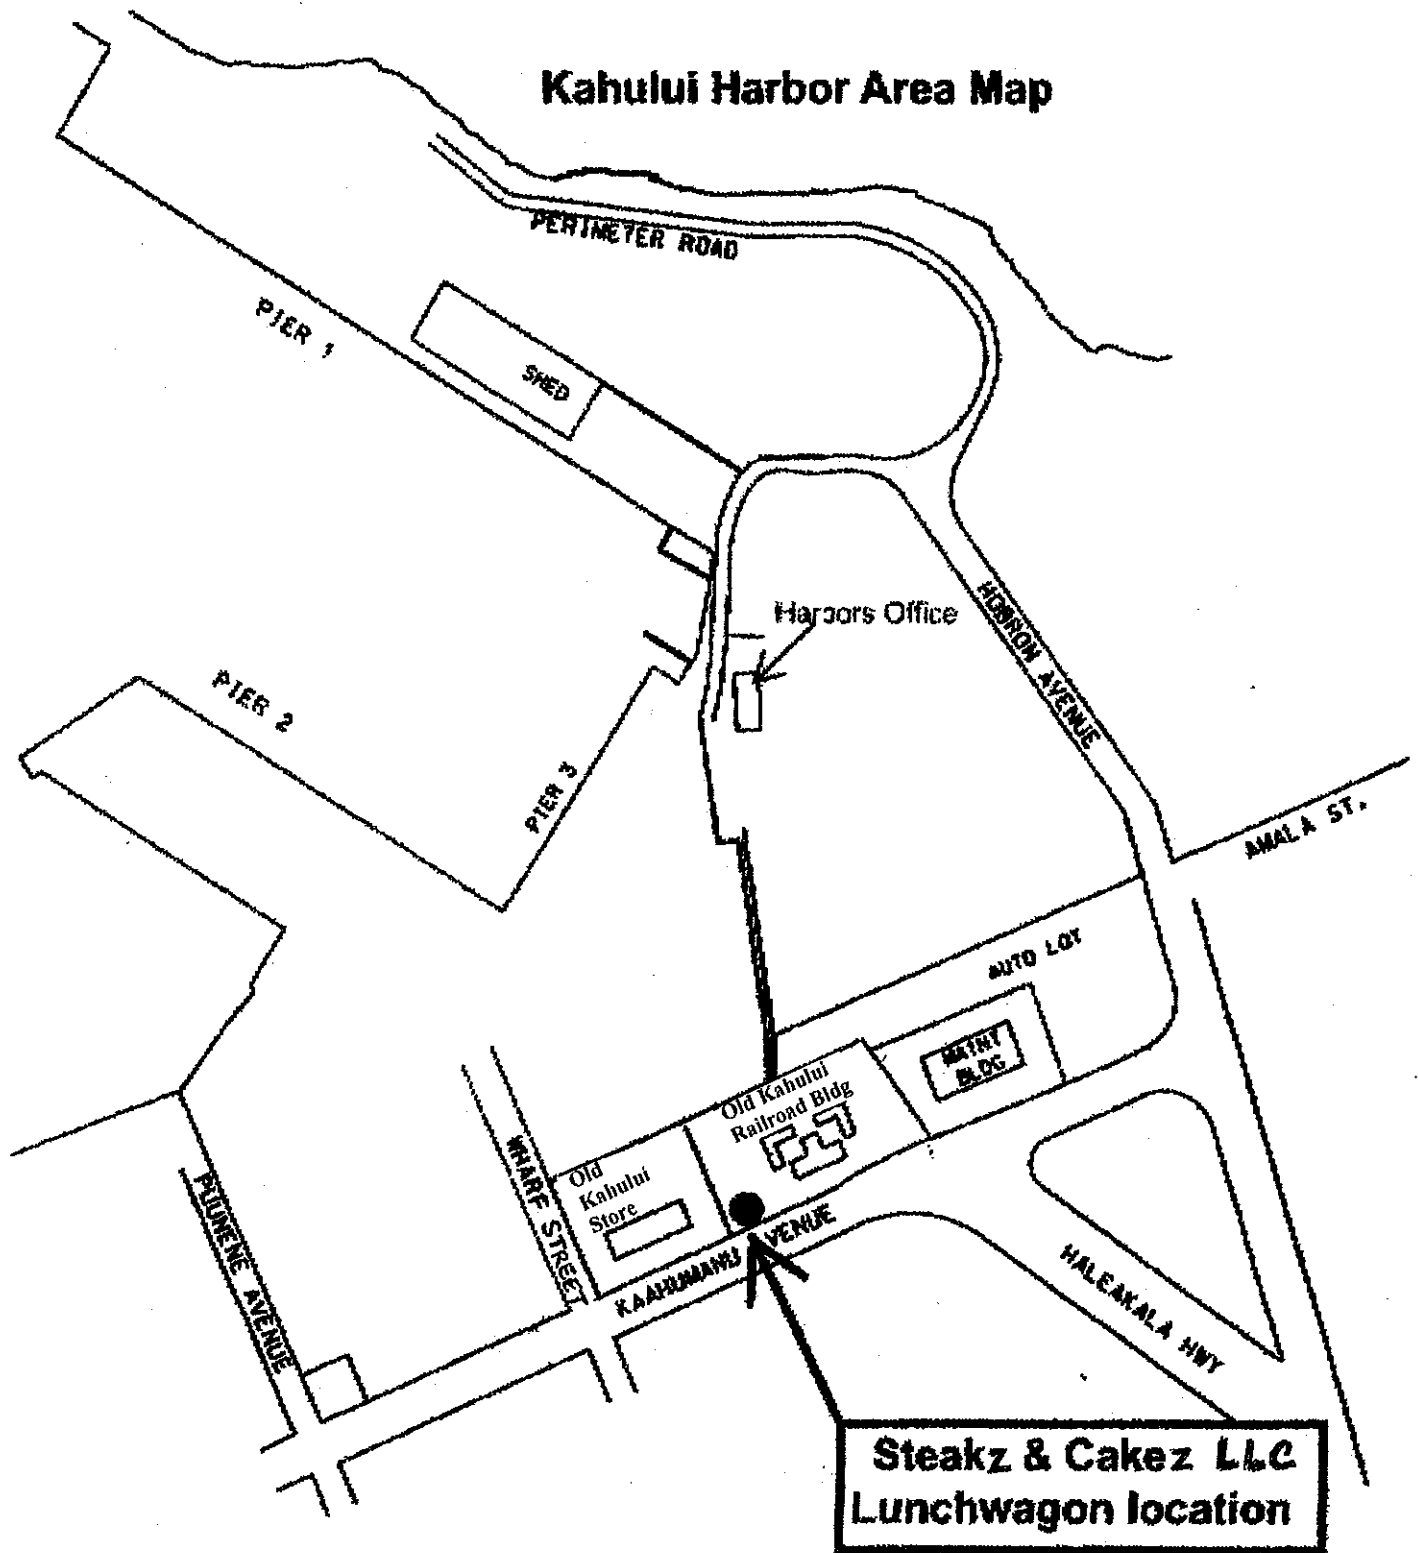 Kahului Harbor Area Map
PERIMETER ROAD
PIER 1
SHED
Harbors Office
HOBRON AVENUE
PIER 2
PIER 3
AMALA ST.
AUTO LOT
MAINT
BLDG
Old Kahului
Railroad Bldg
WHARF STREET
Old
Kahului
Store
PUUNENE AVENUE
KAAHUMANU AVENUE
HALEAKALA HWY
Steakz & Cakez LLC
Lunchwagon location